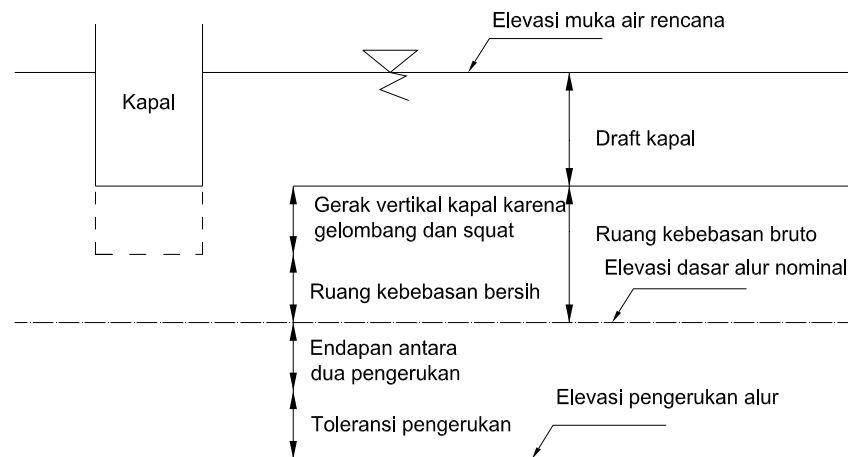 Elevasi muka air rencana
Kapal
Draft kapal
Gerak vertikal kapal karena
gelombang dan squat
Ruang kebebasan bruto
Elevasi dasar alur nominal
Ruang kebebasan bersih
Endapan antara
dua pengerukan
Elevasi pengerukan alur
Toleransi pengerukan